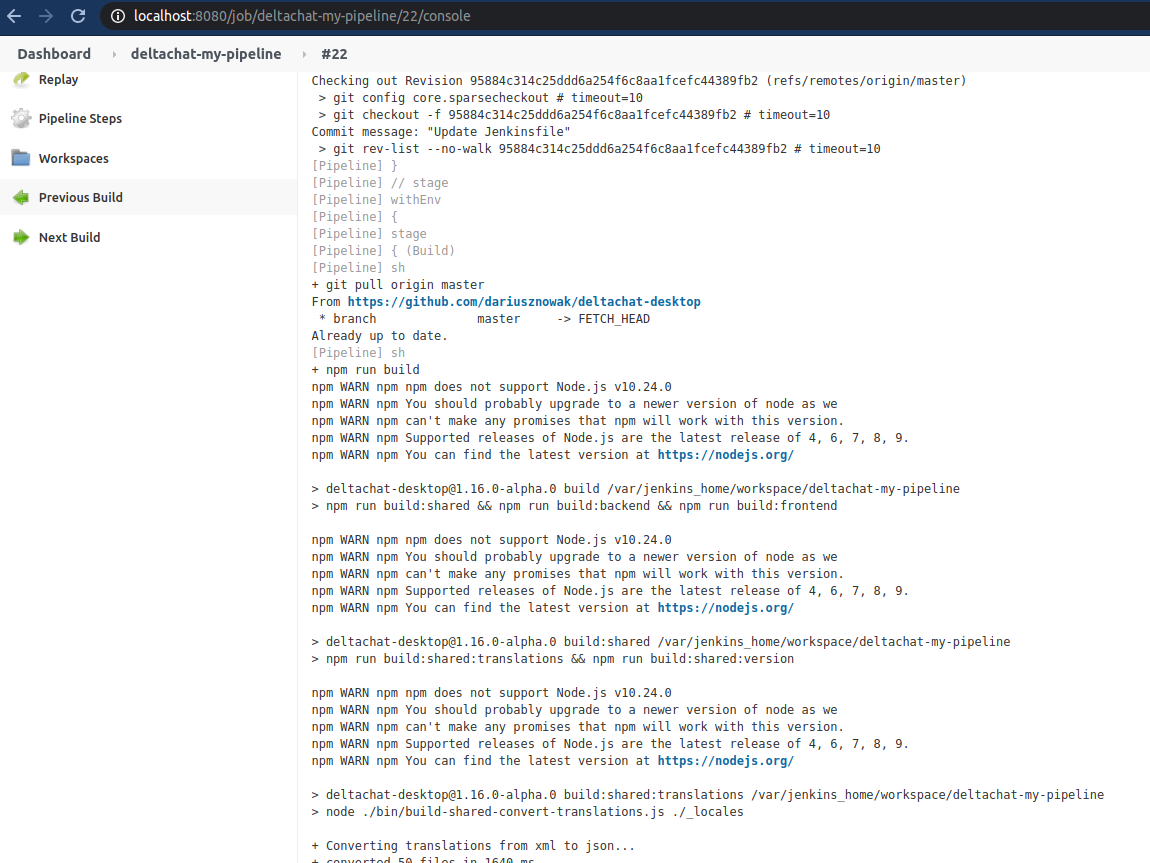 localhost:8080/job/deltachat-my-pipeline/22/console
Dashboard deltachat-my-pipeline #22
Replay
Pipeline Steps
Workspaces
Previous Build
Next Build
Checking out Revision 95884c314c25ddd6a254f6c8aa1fcefc44389fb2 (refs/remotes/origin/master)
> git config core.sparsecheckout # timeout=10
> git checkout -f 95884c314c25ddd6a254f6c8aa1fcefc44389fb2 # timeout=10
Commit message: "Update Jenkinsfile"
> git rev-list --no-walk 95884c314c25ddd6a254f6c8aa1fcefc44389fb2 # timeout=10
[Pipeline] }
[Pipeline] // stage
[Pipeline] withEnv
[Pipeline] {
[Pipeline] stage
[Pipeline] { (Build)
[Pipeline] sh
+ git pull origin master
From https://github.com/dariusznowak/deltachat-desktop
* branch master -> FETCH_HEAD
Already up to date.
[Pipeline] sh
+ npm run build
npm WARN npm npm does not support Node.js v10.24.0
npm WARN npm You should probably upgrade to a newer version of node as we
npm WARN npm can't make any promises that npm will work with this version.
npm WARN npm Supported releases of Node.js are the latest release of 4, 6, 7, 8, 9.
npm WARN npm You can find the latest version at https://nodejs.org/
> deltachat-desktop@1.16.0-alpha.0 build /var/jenkins_home/workspace/deltachat-my-pipeline
> npm run build:shared && npm run build:backend && npm run build:frontend
npm WARN npm npm does not support Node.js v10.24.0
npm WARN npm You should probably upgrade to a newer version of node as we
npm WARN npm can't make any promises that npm will work with this version.
npm WARN npm Supported releases of Node.js are the latest release of 4, 6, 7, 8, 9.
npm WARN npm You can find the latest version at https://nodejs.org/
> deltachat-desktop@1.16.0-alpha.0 build:shared /var/jenkins_home/workspace/deltachat-my-pipeline
> npm run build:shared:translations && npm run build:shared:version
npm WARN npm npm does not support Node.js v10.24.0
npm WARN npm You should probably upgrade to a newer version of node as we
npm WARN npm can't make any promises that npm will work with this version.
npm WARN npm Supported releases of Node.js are the latest release of 4, 6, 7, 8, 9.
npm WARN npm You can find the latest version at https://nodejs.org/
> deltachat-desktop@1.16.0-alpha.0 build:shared:translations /var/jenkins_home/workspace/deltachat-my-pipeline
> node ./bin/build-shared-convert-translations.js ./_locales
+ Converting translations from xml to json...
+ converted 50 files in 1640 ms